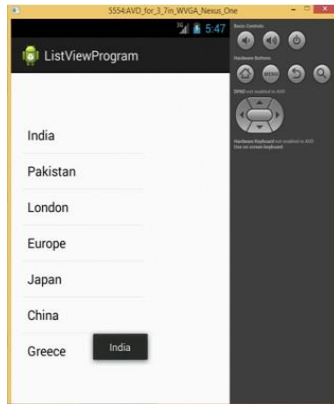 5554:AVD_for_3_7in_WVGA_Nexus_One
3G 5:47
ListViewProgram
India
Pakistan
London
Europe
Japan
China
Greece
India
Basic Controls
Hardware Buttons
MENU
DPAD not enabled in AVD
Hardware Keyboard not enabled in AVD
Use on screen keyboard